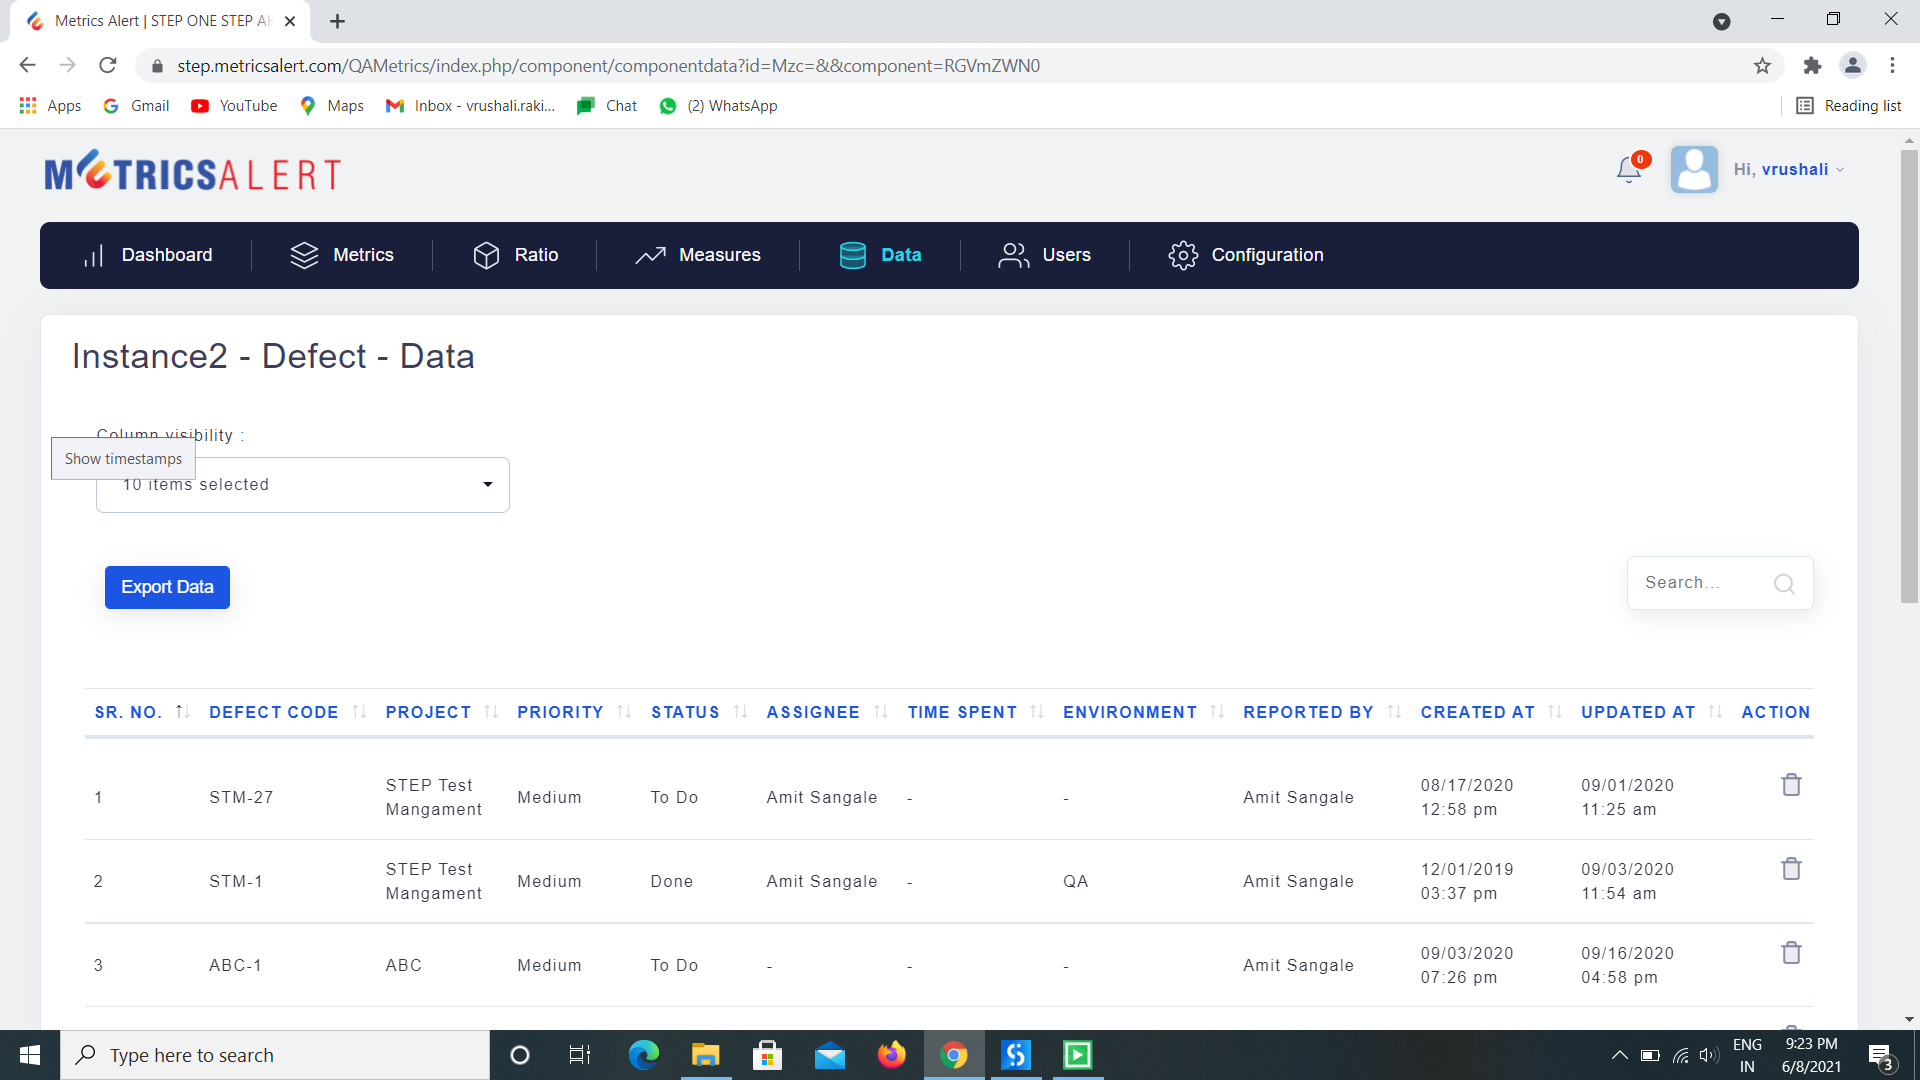 Metrics Alert | STEP ONE STEP AH
step.metricsalert.com/QAMetrics/index.php/component/componentdata?id=Mzc=&&component=RGVmZWN0
Apps Gmail YouTube Maps Inbox - vrushali.raki... Chat (2) WhatsApp Reading list
METRICSALERT
0
Hi, vrushali
Dashboard Metrics Ratio Measures Data Users Configuration
Instance2 - Defect - Data
Column visibility :
Show timestamps
10 items selected
Export Data
Search...
SR. NO. DEFECT CODE PROJECT PRIORITY STATUS ASSIGNEE TIME SPENT ENVIRONMENT REPORTED BY CREATED AT UPDATED AT ACTION
1 STM-27 STEP Test Mangament Medium To Do Amit Sangale - - Amit Sangale 08/17/2020 12:58 pm 09/01/2020 11:25 am
2 STM-1 STEP Test Mangament Medium Done Amit Sangale - QA Amit Sangale 12/01/2019 03:37 pm 09/03/2020 11:54 am
3 ABC-1 ABC Medium To Do - - - Amit Sangale 09/03/2020 07:26 pm 09/16/2020 04:58 pm
Type here to search
ENG
IN
9:23 PM
6/8/2021
3